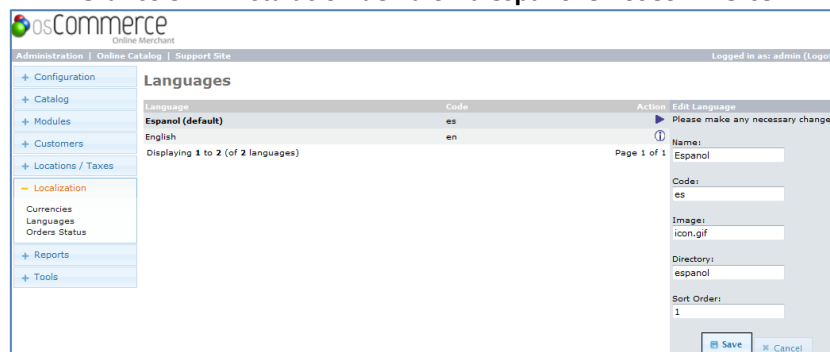 osCommerce
Online Merchant
Administration | Online Catalog | Support Site
Logged in as: admin (Logo
+ Configuration
+ Catalog
+ Modules
+ Customers
+ Locations / Taxes
− Localization
Currencies
Languages
Orders Status
+ Reports
+ Tools
Languages
Language Code Action
Espanol (default) es
English en
Displaying 1 to 2 (of 2 languages) Page 1 of 1
Edit Language
Please make any necessary change
Name:
Espanol
Code:
es
Image:
icon.gif
Directory:
espanol
Sort Order:
1
Save Cancel